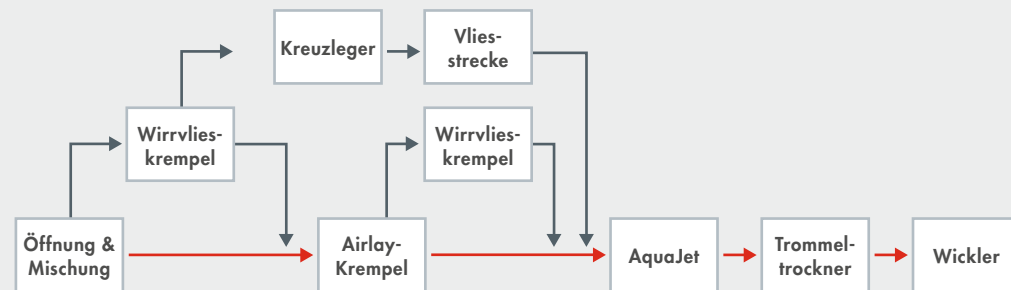 Kreuzleger
Vlies-
strecke
Wirrvlies-
krempel
Wirrvlies-
krempel
Öffnung &
Mischung
Airlay-
Krempel
AquaJet
Trommel-
trockner
Wickler